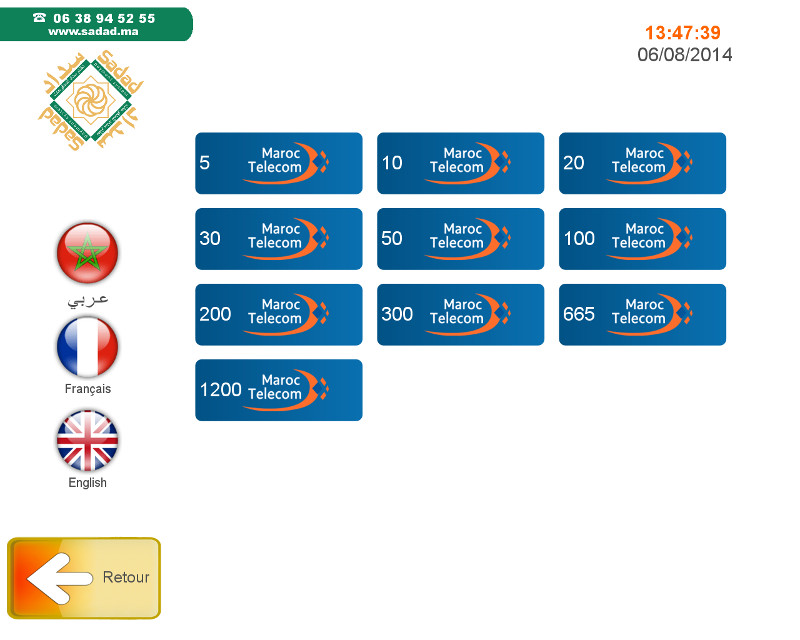 ☎ 06 38 94 52 55
www.sadad.ma
13:47:39
06/08/2014
سداد Sadad
Sadad سداد
5 Maroc Telecom
10 Maroc Telecom
20 Maroc Telecom
30 Maroc Telecom
50 Maroc Telecom
100 Maroc Telecom
200 Maroc Telecom
300 Maroc Telecom
665 Maroc Telecom
1200 Maroc Telecom
عربي
Français
English
Retour